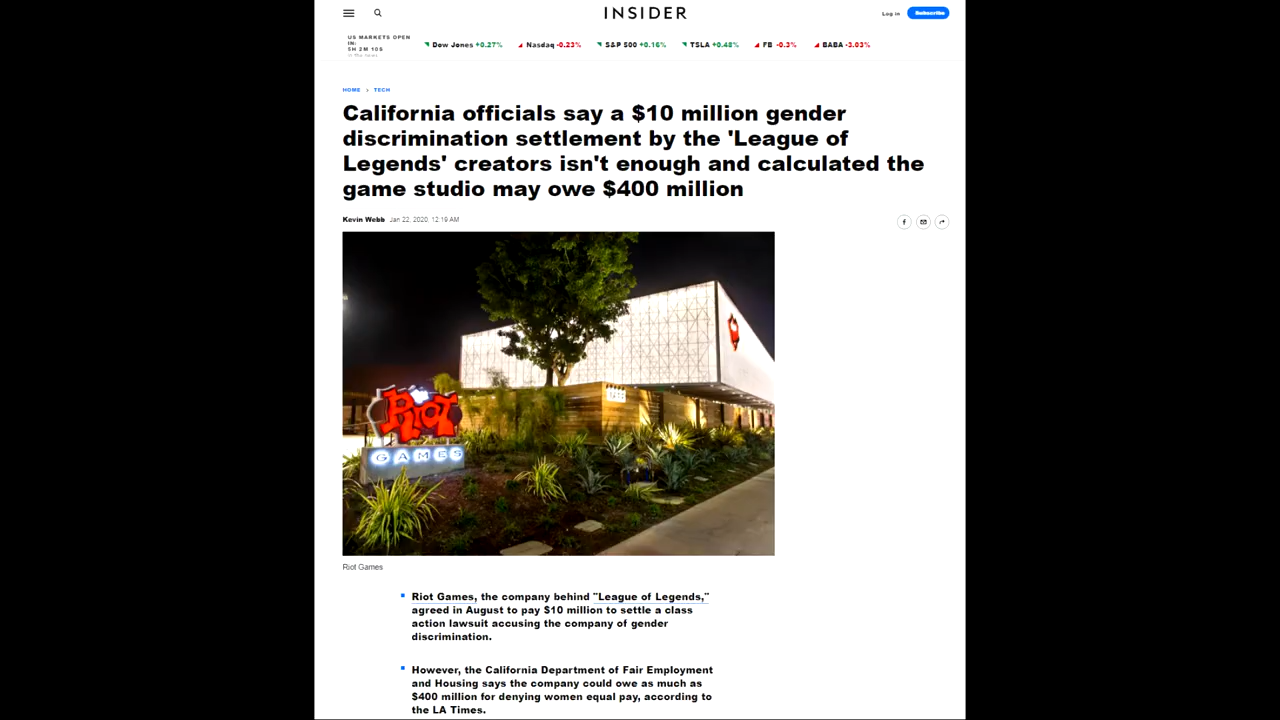 INSIDER
Log in
Subscribe
US MARKETS OPEN
IN:
5H 2M 10S
Dow Jones +0.27%
Nasdaq -0.23%
S&P 500 +0.16%
TSLA +0.48%
FB -0.3%
BABA -3.03%
HOME > TECH
California officials say a $10 million gender
discrimination settlement by the 'League of
Legends' creators isn't enough and calculated the
game studio may owe $400 million
Kevin Webb Jan 22, 2020, 12:19 AM
RIOT
GAMES
Riot Games
Riot Games, the company behind "League of Legends,"
agreed in August to pay $10 million to settle a class
action lawsuit accusing the company of gender
discrimination.
However, the California Department of Fair Employment
and Housing says the company could owe as much as
$400 million for denying women equal pay, according to
the LA Times.